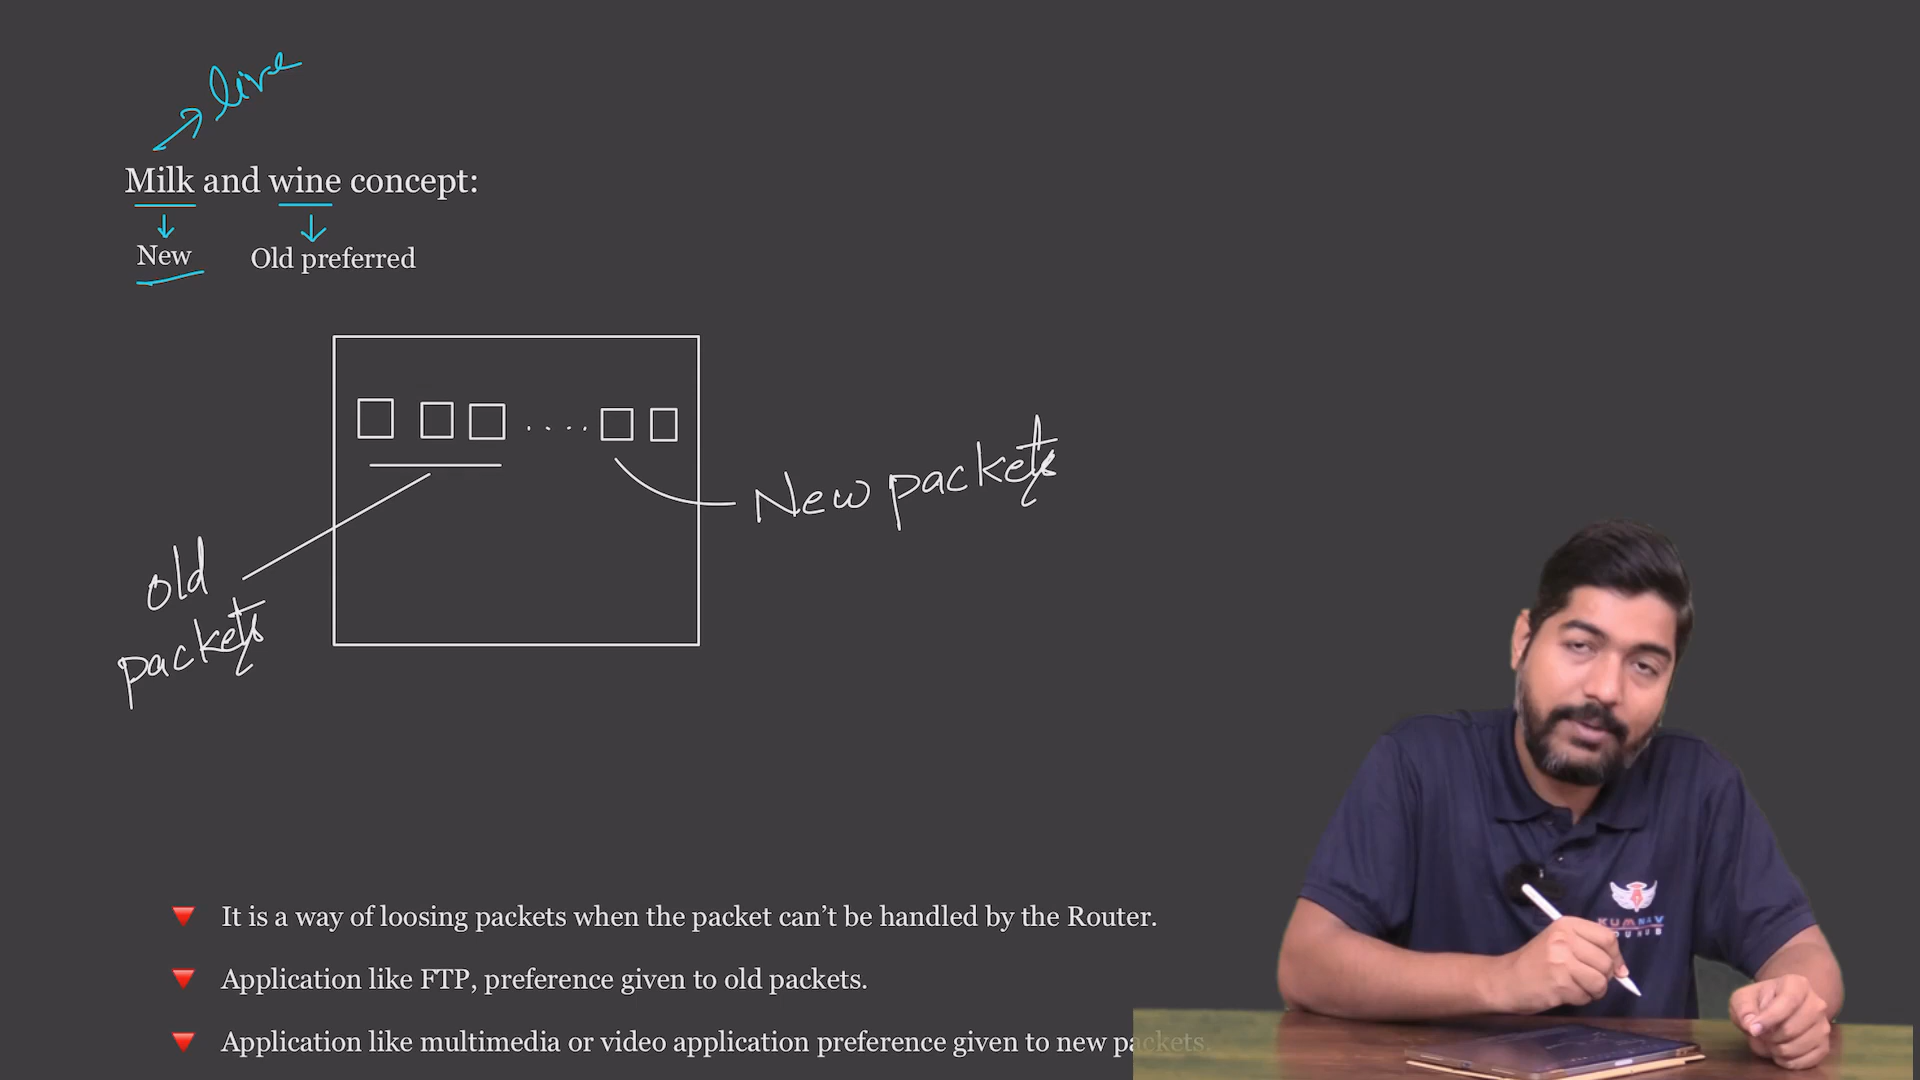 live
Milk and wine concept:
New Old preferred
New packets
old
packets
It is a way of loosing packets when the packet can’t be handled by the Router.
Application like FTP, preference given to old packets.
Application like multimedia or video application preference given to new packets.
KUMNAV
EDUHUB